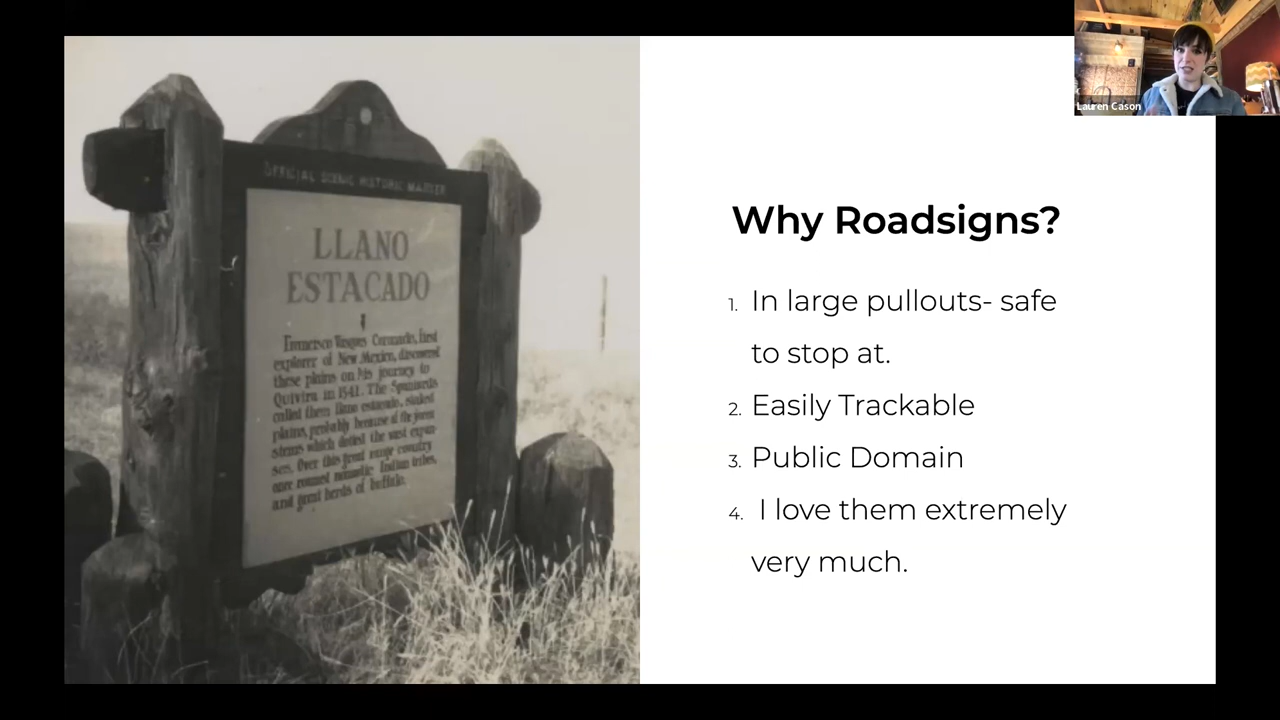 OFFICIAL SCENIC HISTORIC MARKER
LLANO
ESTACADO
Francisco Vasquez Coronado, first
explorer of New Mexico, discovered
these plains on his journey to
Quivira in 1541. The Spaniards
called them llano estacado, staked
plains, probably because of the
stems which dotted the vast expan-
ses. Over this great range country
once roamed nomadic Indian tribes,
and great herds of buffalo.
Why Roadsigns?
1. In large pullouts- safe
to stop at.
2. Easily Trackable
3. Public Domain
4. I love them extremely
very much.
Lauren Cason